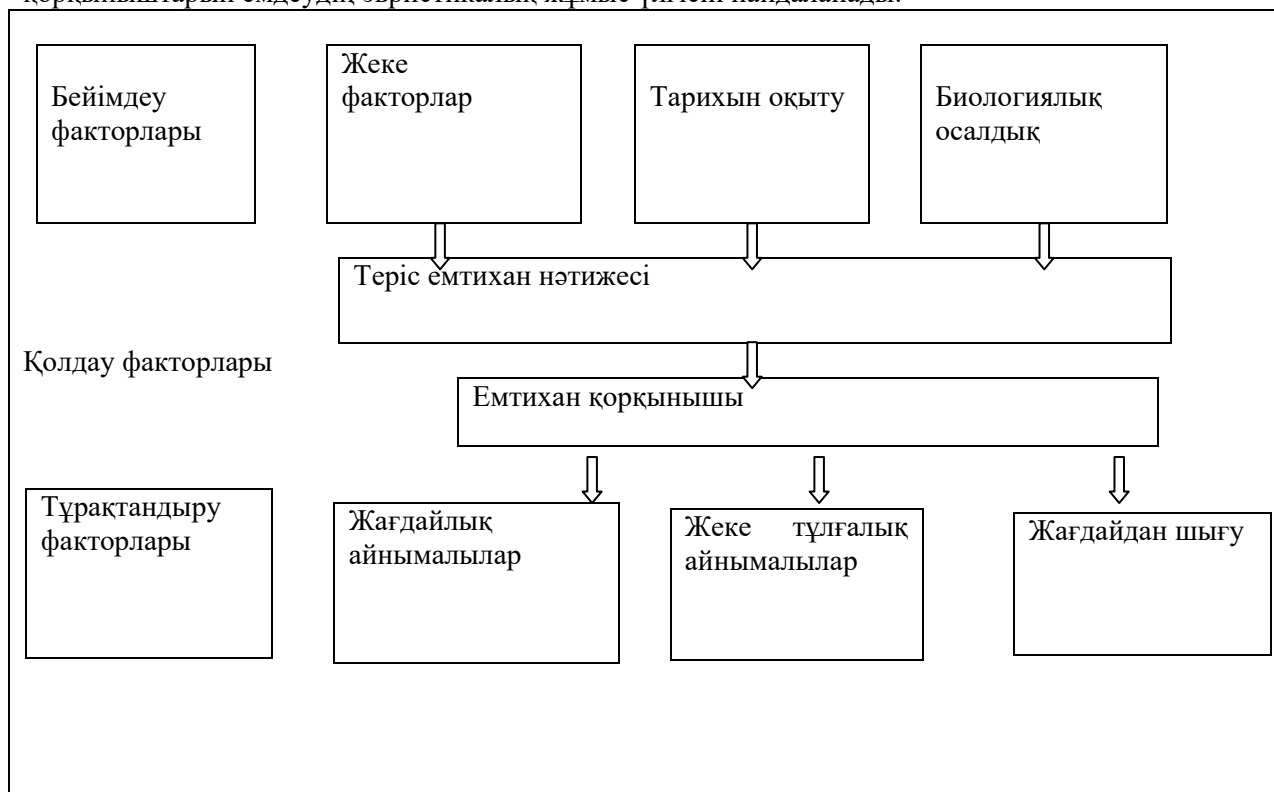 Бейімдеу
факторлары
Жеке
факторлар
Тарихын оқыту
Биологиялық
осалдық
Теріс емтихан нәтижесі
Қолдау факторлары
Емтихан қорқынышы
Тұрақтандыру
факторлары
Жағдайлық
айнымалылар
Жеке тұлғалық
айнымалылар
Жағдайдан шығу